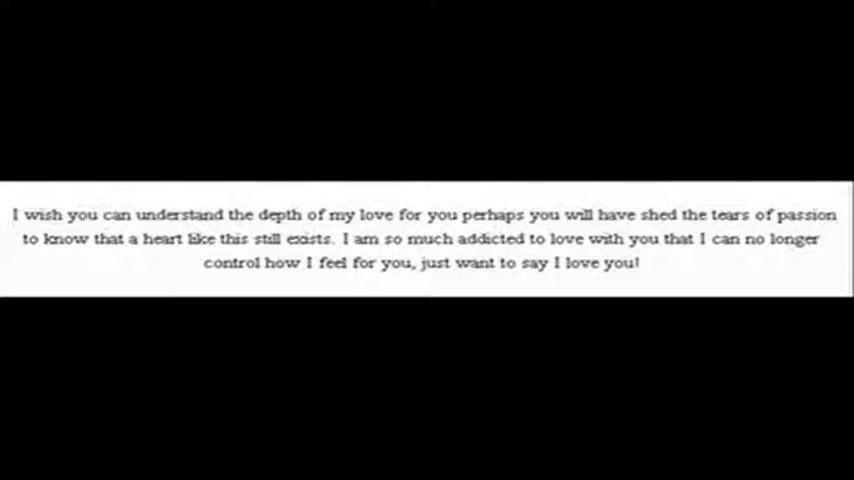 I wish you can understand the depth of my love for you perhaps you will have shed the tears of passion
to know that a heart like this still exists. I am so much addicted to love with you that I can no longer
control how I feel for you, just want to say I love you!